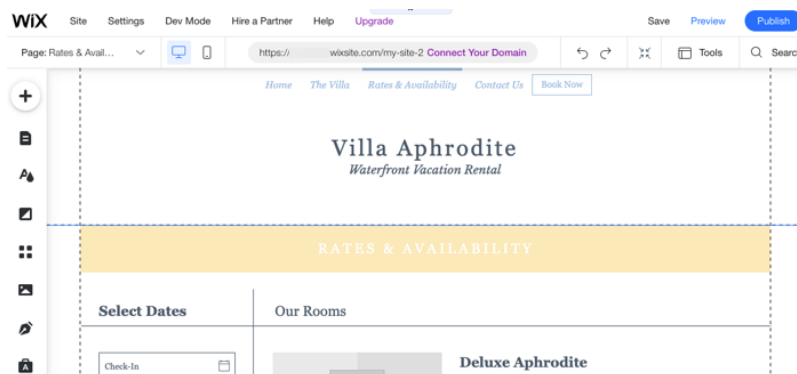 WiX Site Settings Dev Mode Hire a Partner Help Upgrade Save Preview Publish
Page: Rates & Avail... https:// wixsite.com/my-site-2 Connect Your Domain Tools Searc
Home The Villa Rates & Availability Contact Us Book Now
Villa Aphrodite
Waterfront Vacation Rental
RATES & AVAILABILITY
Select Dates Our Rooms
Check-In Deluxe Aphrodite